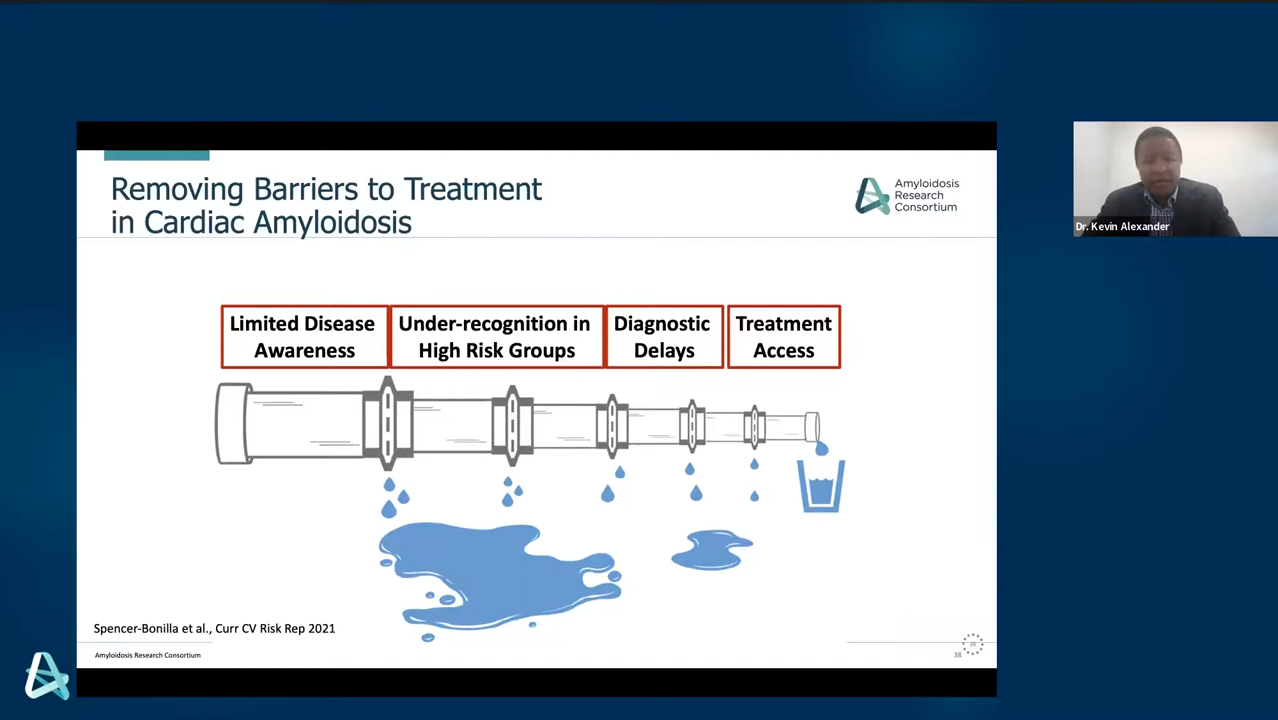 Removing Barriers to Treatment
in Cardiac Amyloidosis
Amyloidosis
Research
Consortium
Dr. Kevin Alexander
Limited Disease
Awareness
Under-recognition in
High Risk Groups
Diagnostic
Delays
Treatment
Access
Spencer-Bonilla et al., Curr CV Risk Rep 2021
Amyloidosis Research Consortium
38